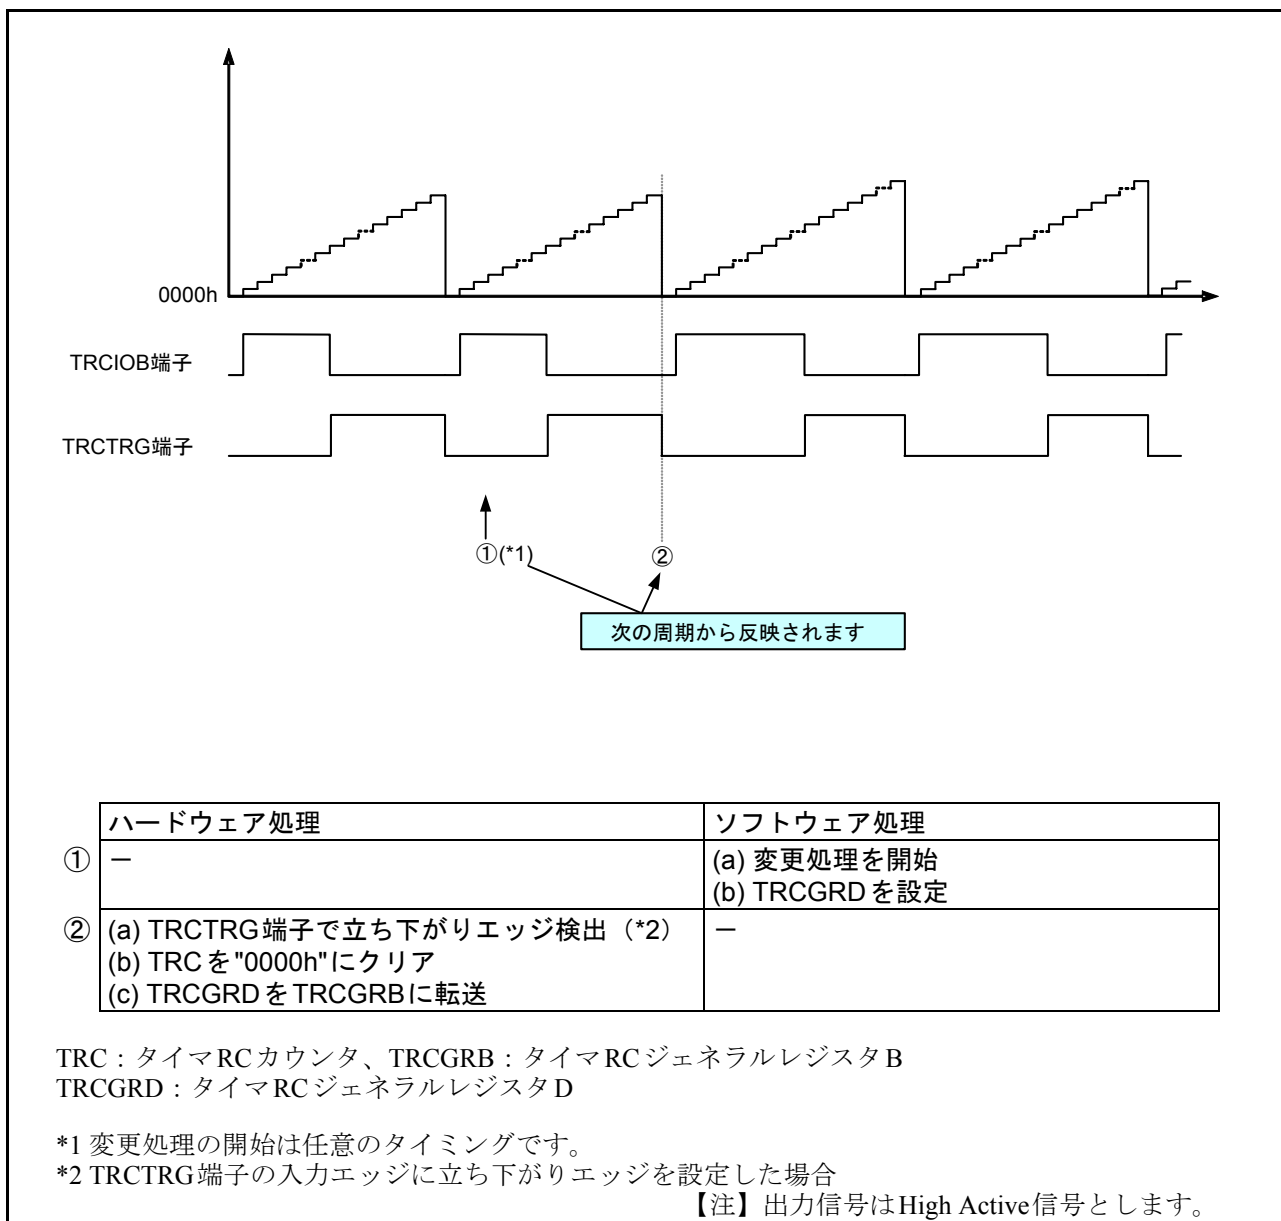 0000h
TRCIOB端子
TRCTRG端子
①(*1)
②
次の周期から反映されます
ハードウェア処理
ソフトウェア処理
①
－
(a) 変更処理を開始
(b) TRCGRDを設定
②
(a) TRCTRG端子で立ち下がりエッジ検出（*2）
(b) TRCを"0000h"にクリア
(c) TRCGRDをTRCGRBに転送
－
TRC：タイマRCカウンタ、TRCGRB：タイマRCジェネラルレジスタB
TRCGRD：タイマRCジェネラルレジスタD
*1 変更処理の開始は任意のタイミングです。
*2 TRCTRG端子の入力エッジに立ち下がりエッジを設定した場合
【注】出力信号はHigh Active信号とします。